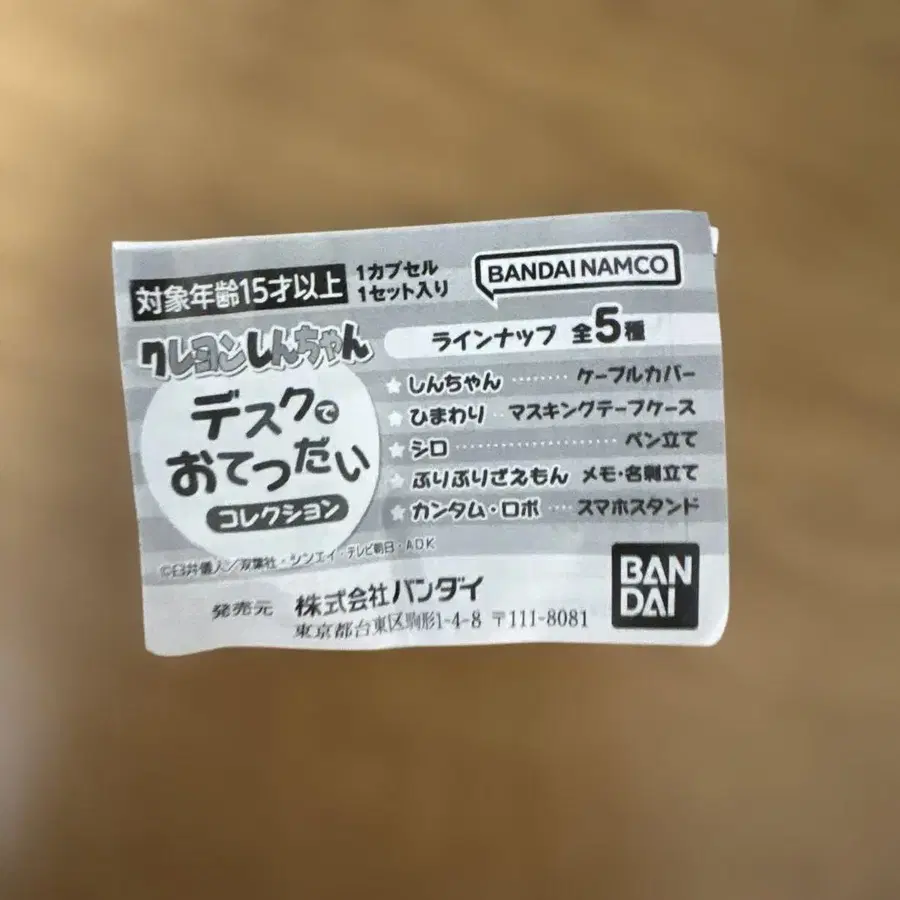 対象年齢15才以上
1カプセル
1セット入り
BANDAI NAMCO
クレヨンしんちゃん
デスクで
おてつだい
コレクション
ラインナップ 全5種
★しんちゃん ········ ケーブルカバー
★ひまわり ·· マスキングテープケース
★シロ ···················· ペン立て
★ぶりぶりざえもん メモ・名刺立て
★カンタム・ロボ ···· スマホスタンド
©臼井儀人/双葉社・シンエイ・テレビ朝日・ADK
発売元 株式会社バンダイ
東京都台東区駒形1-4-8 〒111-8081
BAN
DAI